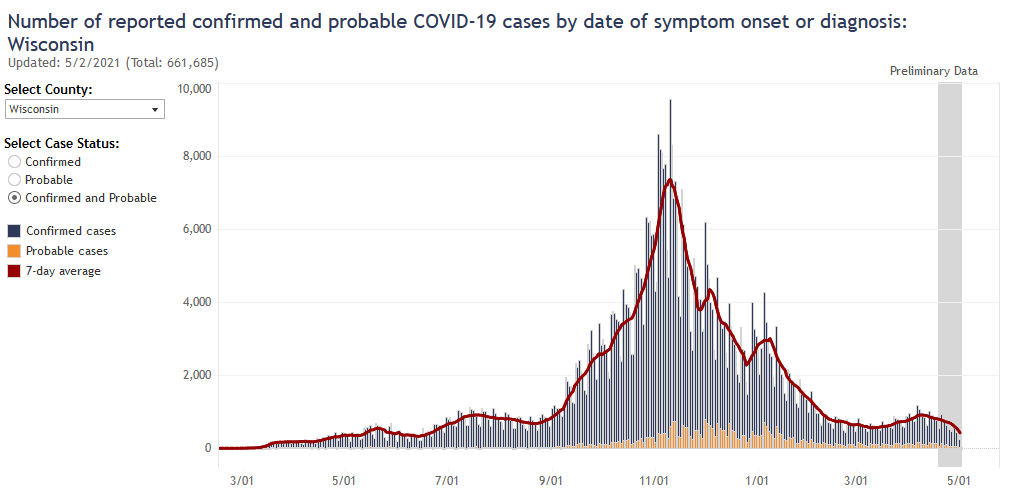 Number of reported confirmed and probable COVID-19 cases by date of symptom onset or diagnosis:
Wisconsin
Updated: 5/2/2021 (Total: 661,685)
Preliminary Data
Select County:
Wisconsin
Select Case Status:
Confirmed
Probable
Confirmed and Probable
Confirmed cases
Probable cases
7-day average
10,000
8,000
6,000
4,000
2,000
0
3/01 5/01 7/01 9/01 11/01 1/01 3/01 5/01